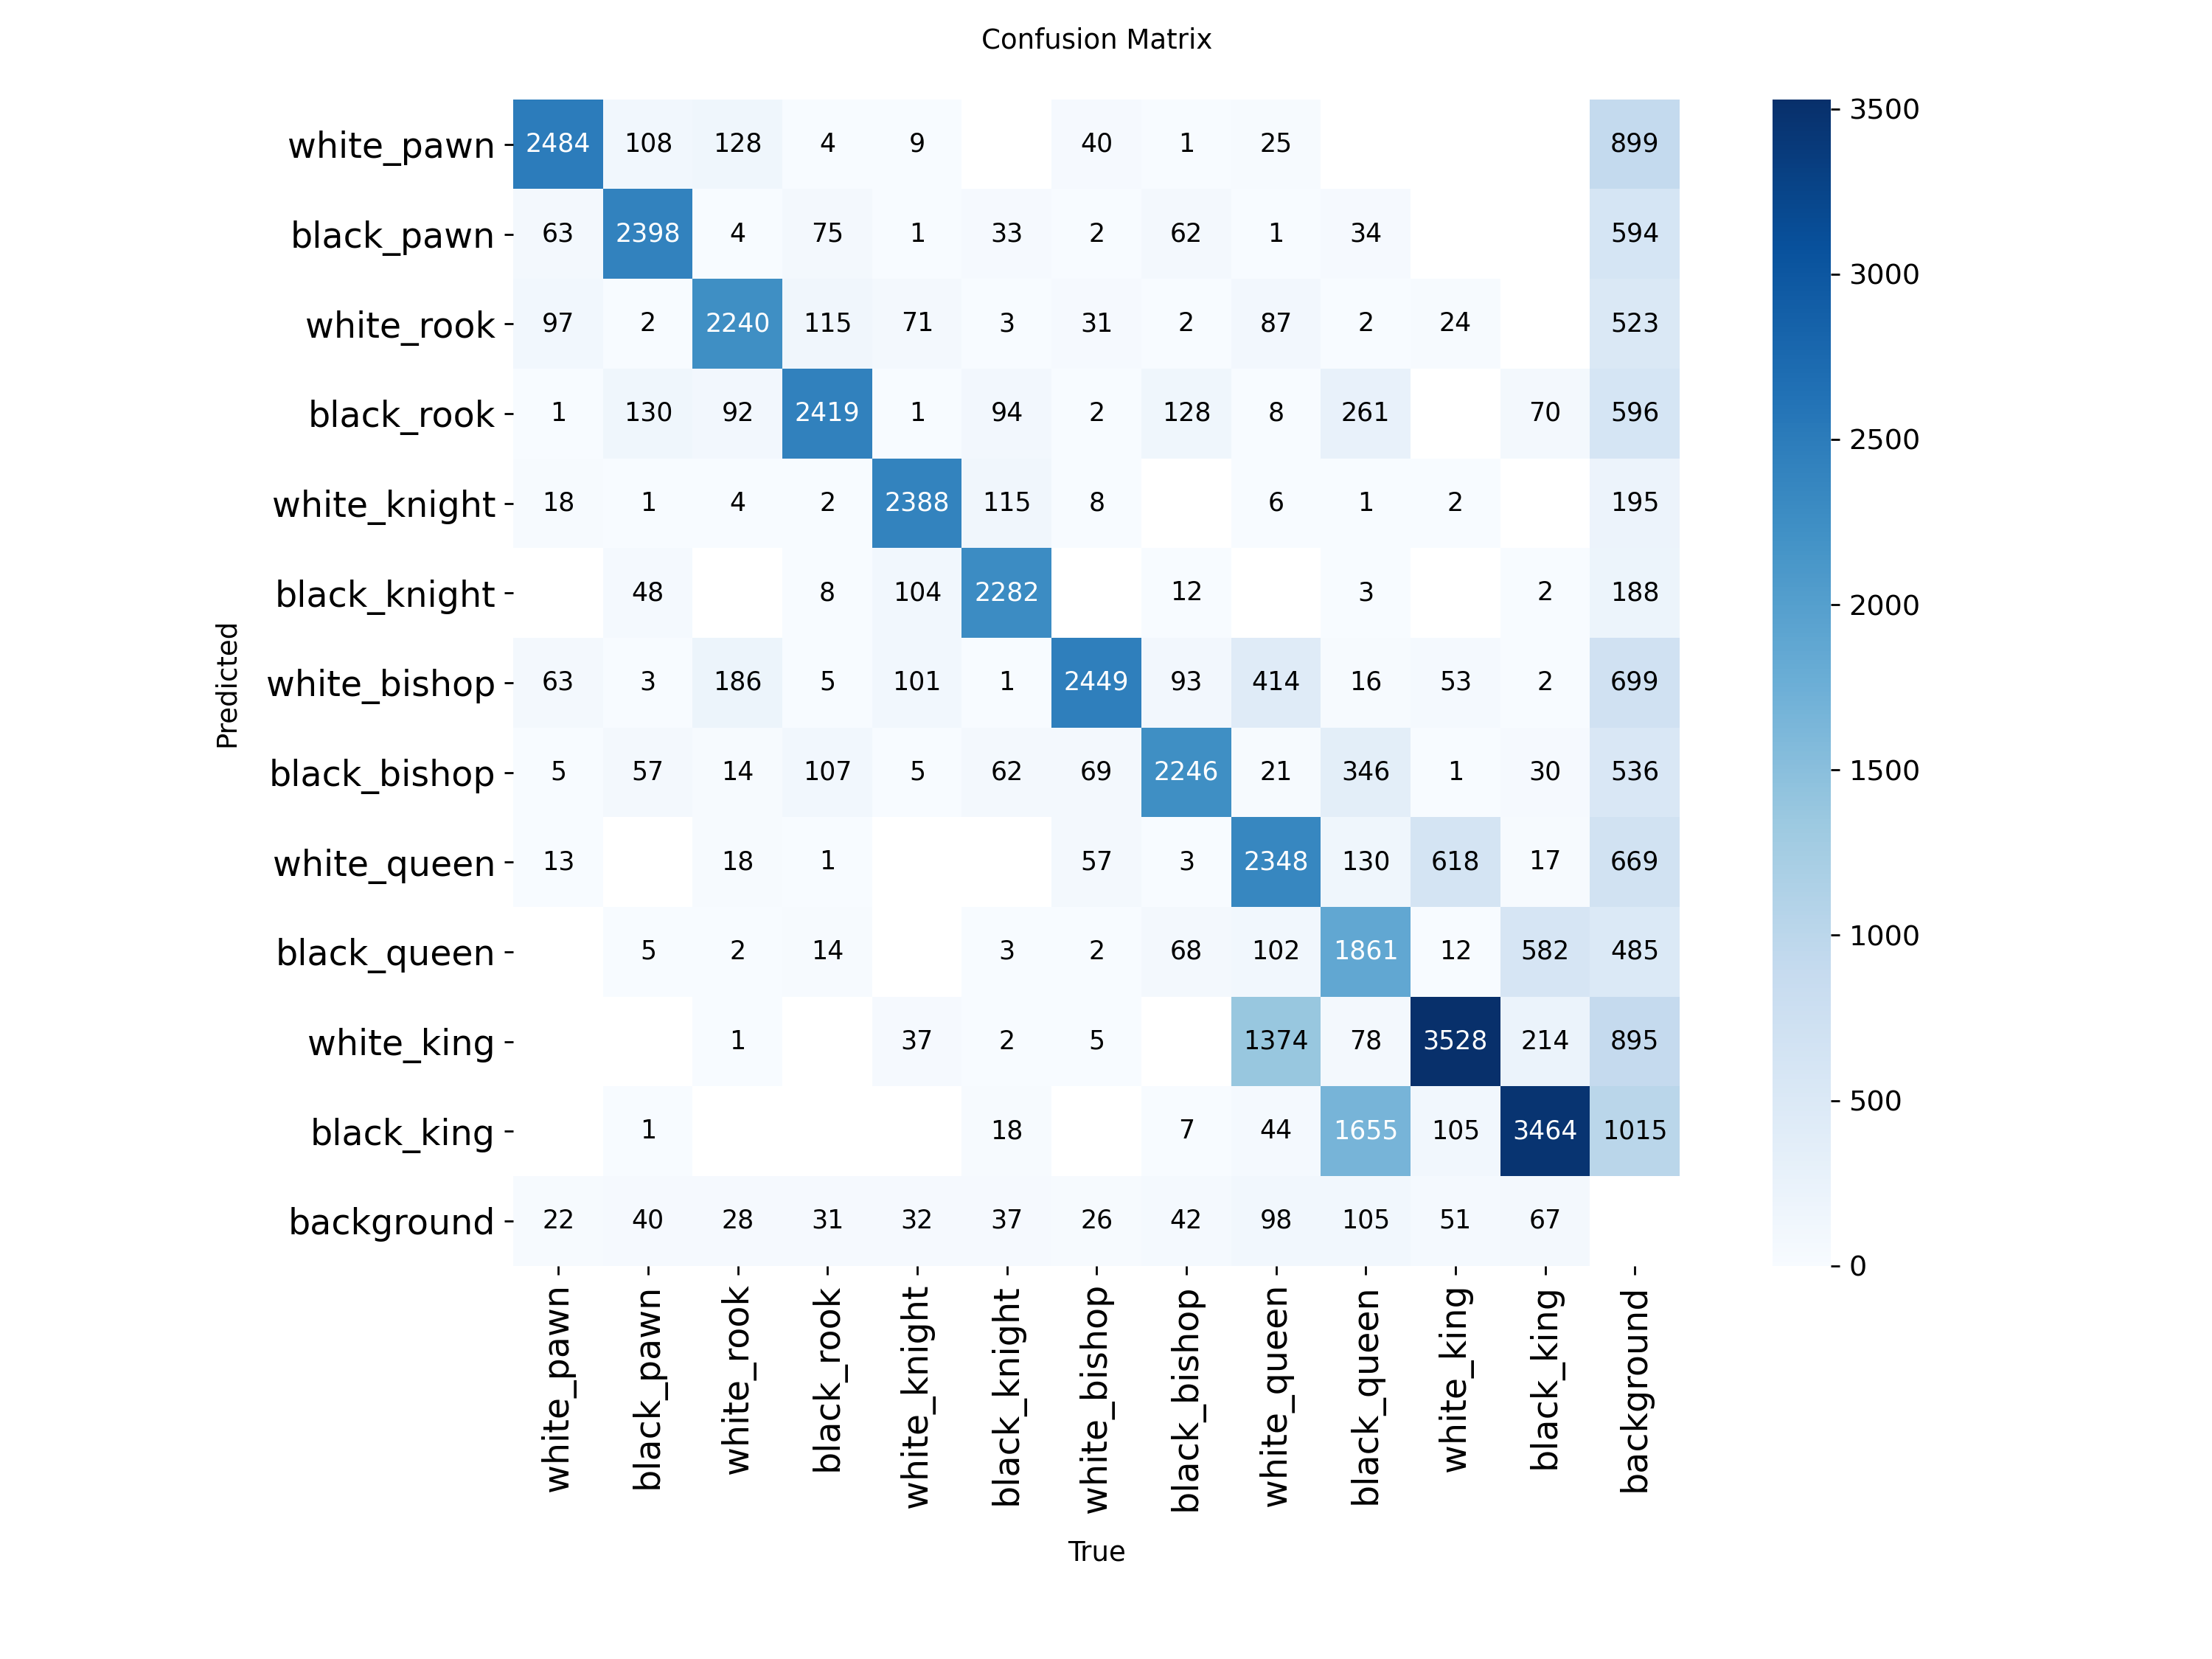 Confusion Matrix
white_pawn 2484 108 128 4 9 40 1 25 899
black_pawn 63 2398 4 75 1 33 2 62 1 34 594
white_rook 97 2 2240 115 71 3 31 2 87 2 24 523
black_rook 1 130 92 2419 1 94 2 128 8 261 70 596
white_knight 18 1 4 2 2388 115 8 6 1 2 195
black_knight 48 8 104 2282 12 3 2 188
white_bishop 63 3 186 5 101 1 2449 93 414 16 53 2 699
black_bishop 5 57 14 107 5 62 69 2246 21 346 1 30 536
white_queen 13 18 1 57 3 2348 130 618 17 669
black_queen 5 2 14 3 2 68 102 1861 12 582 485
white_king 1 37 2 5 1374 78 3528 214 895
black_king 1 18 7 44 1655 105 3464 1015
background 22 40 28 31 32 37 26 42 98 105 51 67
Predicted
white_pawn black_pawn white_rook black_rook white_knight black_knight white_bishop black_bishop white_queen black_queen white_king black_king background
True
3500
3000
2500
2000
1500
1000
500
0